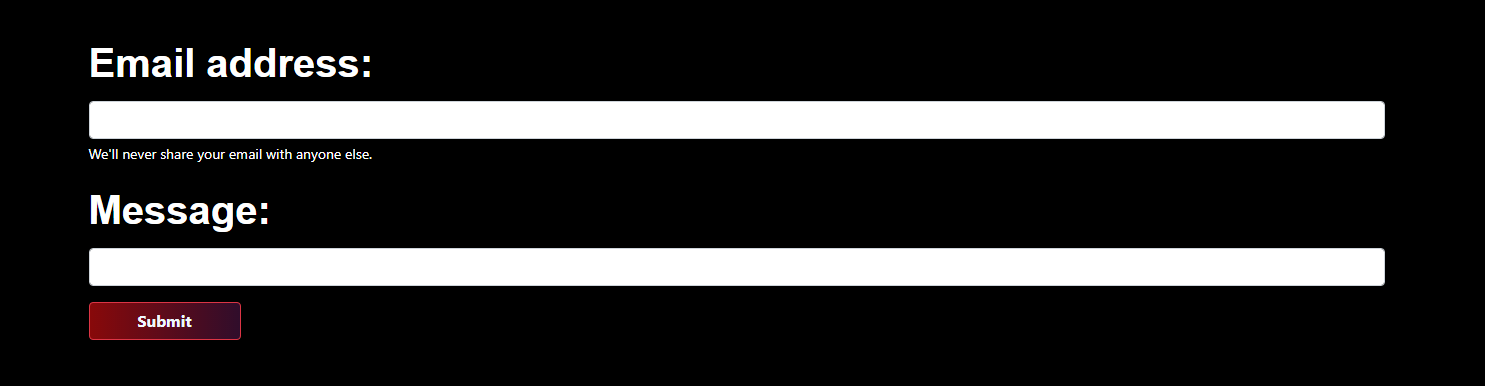 Email address:
We'll never share your email with anyone else.
Message:
Submit